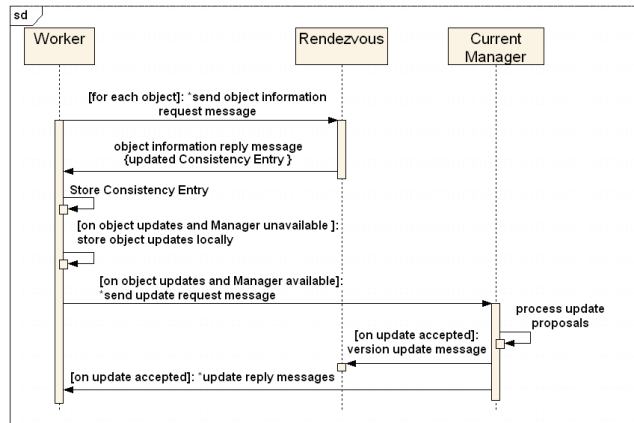 sd
Worker
Rendezvous
Current
Manager
[for each object]: *send object information
request message
object information reply message
{updated Consistency Entry }
Store Consistency Entry
[on object updates and Manager unavailable ]:
store object updates locally
[on object updates and Manager available]:
*send update request message
process update
proposals
[on update accepted]:
version update message
[on update accepted]: *update reply messages